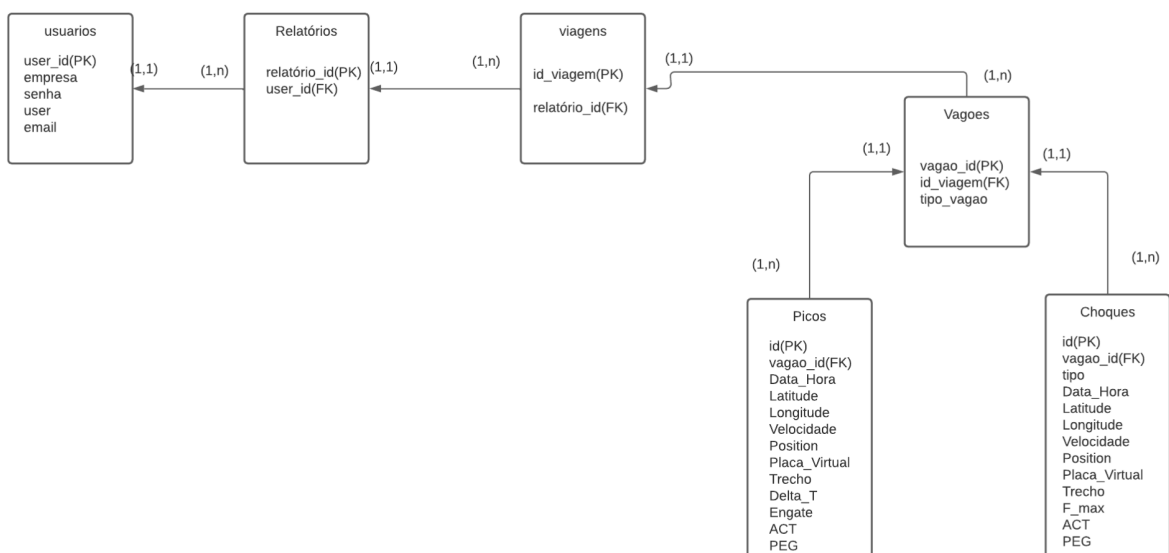 usuarios
user_id(PK)
empresa
senha
user
email
(1,1)
(1,n)
Relatórios
relatório_id(PK)
user_id(FK)
(1,1)
(1,n)
viagens
id_viagem(PK)
relatório_id(FK)
(1,1)
(1,n)
Vagoes
vagao_id(PK)
id_viagem(FK)
tipo_vagao
(1,1)
(1,1)
(1,n)
(1,n)
Picos
id(PK)
vagao_id(FK)
Data_Hora
Latitude
Longitude
Velocidade
Position
Placa_Virtual
Trecho
Delta_T
Engate
ACT
PEG
Choques
id(PK)
vagao_id(FK)
tipo
Data_Hora
Latitude
Longitude
Velocidade
Position
Placa_Virtual
Trecho
F_max
ACT
PEG